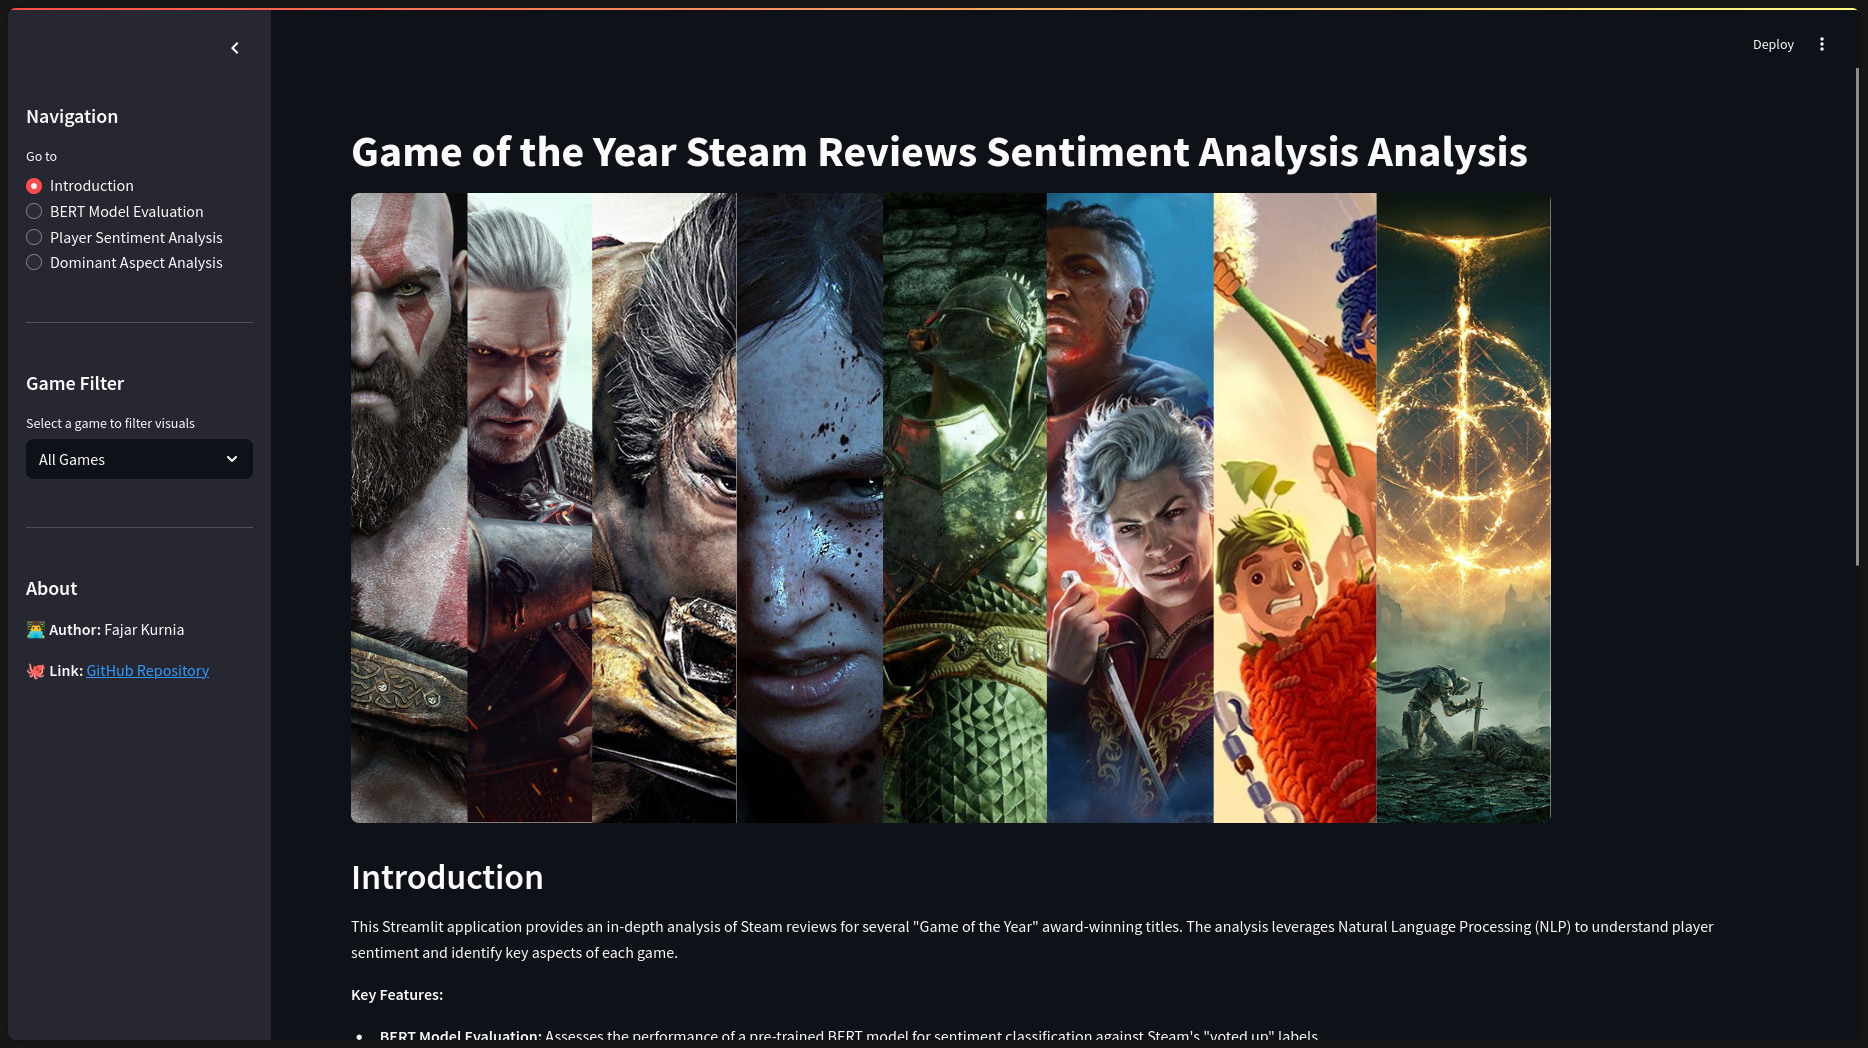 Deploy
Navigation
Go to
Introduction
BERT Model Evaluation
Player Sentiment Analysis
Dominant Aspect Analysis
Game Filter
Select a game to filter visuals
All Games
About
Author: Fajar Kurnia
Link: GitHub Repository
Game of the Year Steam Reviews Sentiment Analysis Analysis
Introduction
This Streamlit application provides an in-depth analysis of Steam reviews for several "Game of the Year" award-winning titles. The analysis leverages Natural Language Processing (NLP) to understand player
sentiment and identify key aspects of each game.
Key Features:
• BERT Model Evaluation: Assesses the performance of a pre-trained BERT model for sentiment classification against Steam's "voted up" labels.